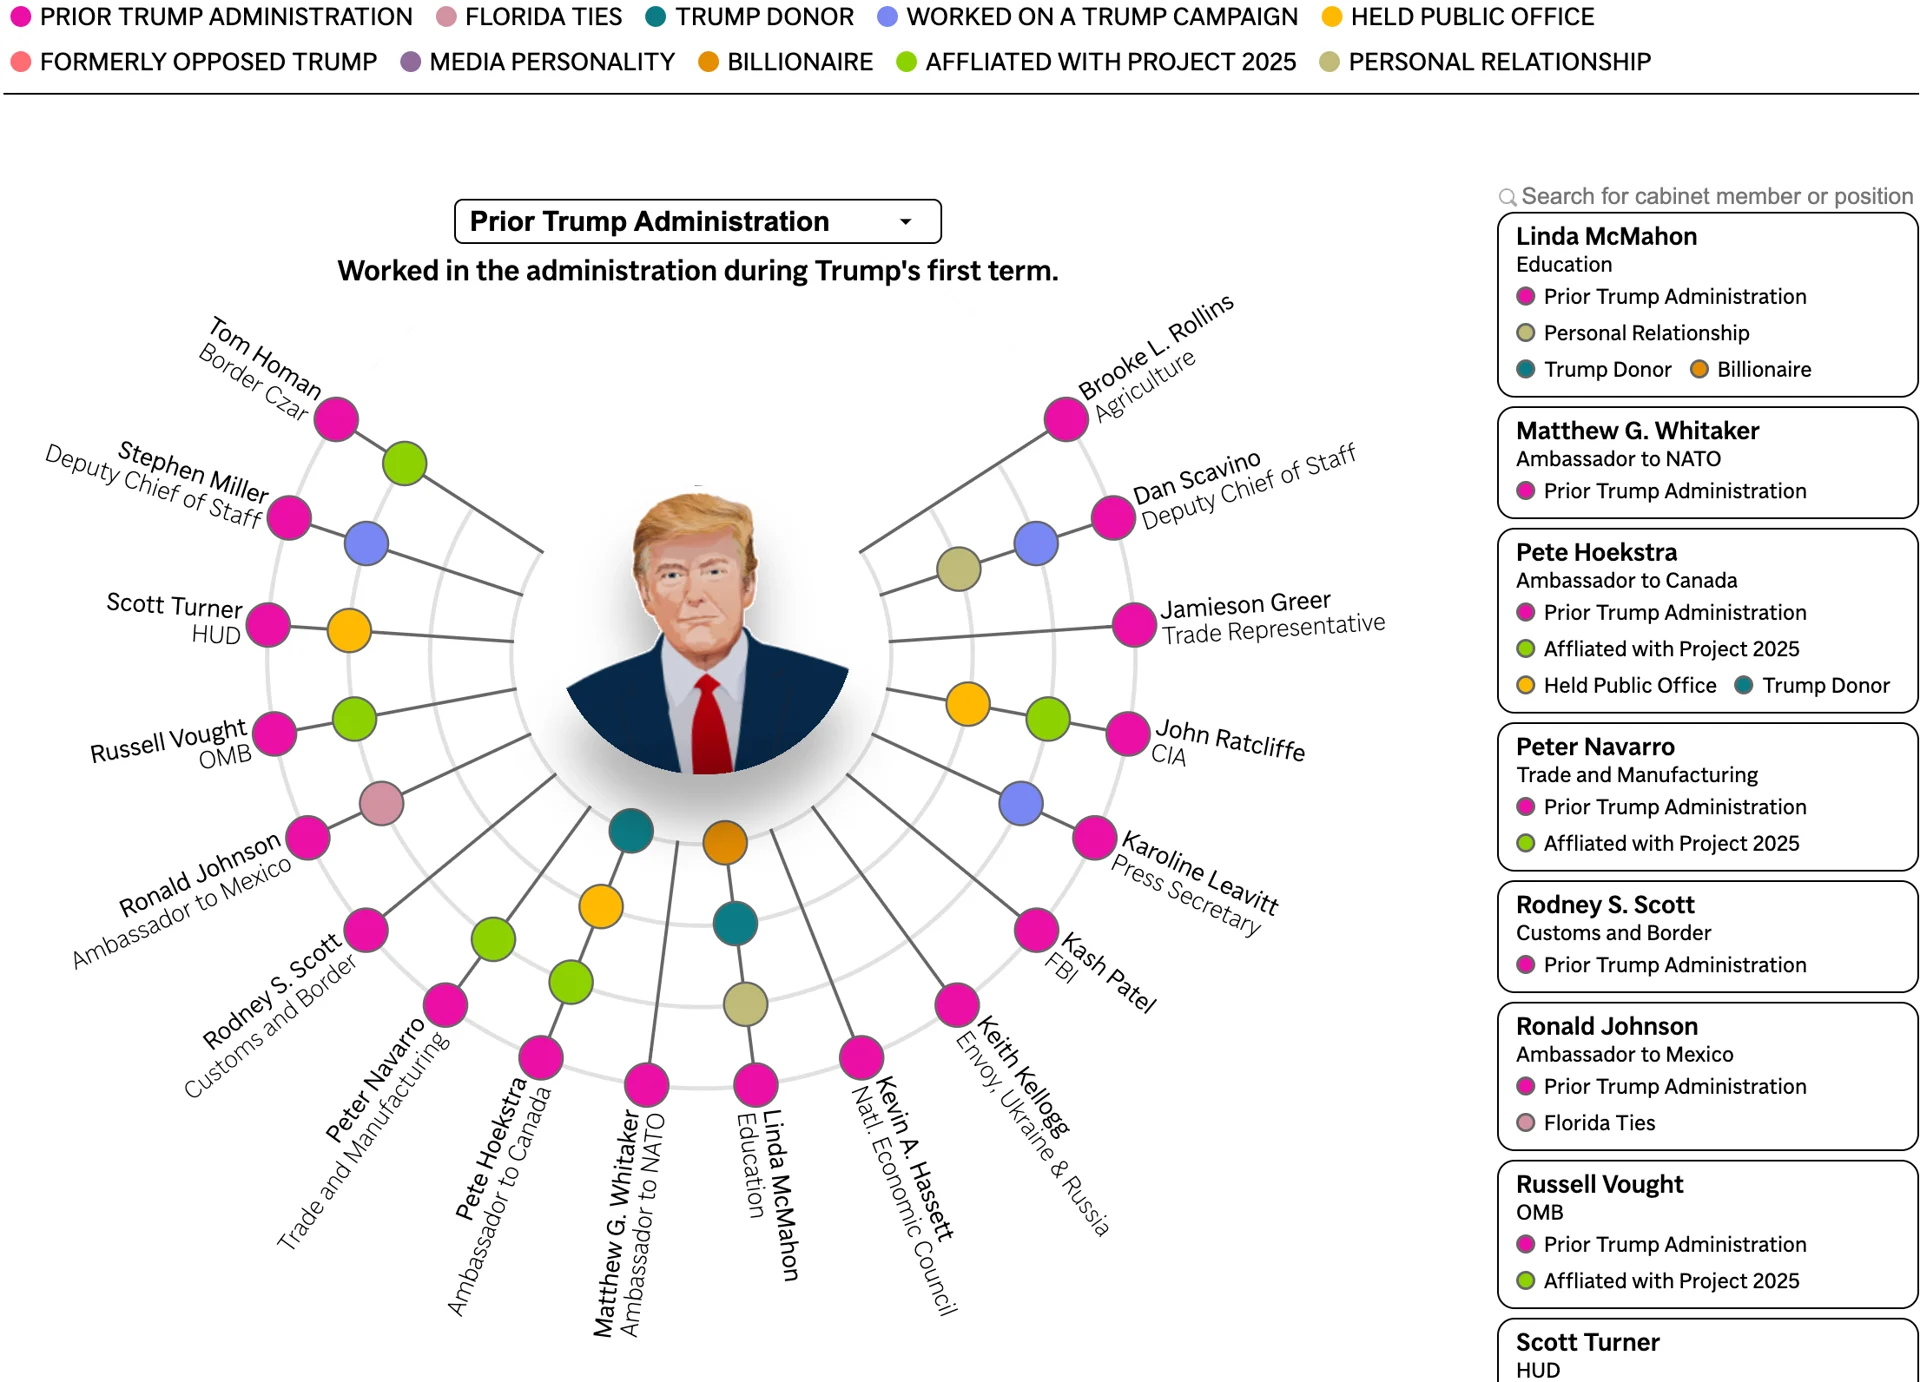 PRIOR TRUMP ADMINISTRATION FLORIDA TIES TRUMP DONOR WORKED ON A TRUMP CAMPAIGN HELD PUBLIC OFFICE
FORMERLY OPPOSED TRUMP MEDIA PERSONALITY BILLIONAIRE AFFLIATED WITH PROJECT 2025 PERSONAL RELATIONSHIP
Prior Trump Administration
Worked in the administration during Trump's first term.
Brooke L. Rollins
Agriculture
Dan Scavino
Deputy Chief of Staff
Jamieson Greer
Trade Representative
John Ratcliffe
CIA
Karoline Leavitt
Press Secretary
Kash Patel
FBI
Keith Kellogg
Envoy, Ukraine & Russia
Kevin A. Hassett
Natl. Economic Council
Linda McMahon
Education
Matthew G. Whitaker
Ambassador to NATO
Pete Hoekstra
Ambassador to Canada
Peter Navarro
Trade and Manufacturing
Rodney S. Scott
Customs and Border
Ronald Johnson
Ambassador to Mexico
Russell Vought
OMB
Scott Turner
HUD
Stephen Miller
Deputy Chief of Staff
Tom Homan
Border Czar
Search for cabinet member or position
Linda McMahon
Education
Prior Trump Administration
Personal Relationship
Trump Donor Billionaire
Matthew G. Whitaker
Ambassador to NATO
Prior Trump Administration
Pete Hoekstra
Ambassador to Canada
Prior Trump Administration
Affliated with Project 2025
Held Public Office Trump Donor
Peter Navarro
Trade and Manufacturing
Prior Trump Administration
Affliated with Project 2025
Rodney S. Scott
Customs and Border
Prior Trump Administration
Ronald Johnson
Ambassador to Mexico
Prior Trump Administration
Florida Ties
Russell Vought
OMB
Prior Trump Administration
Affliated with Project 2025
Scott Turner
HUD